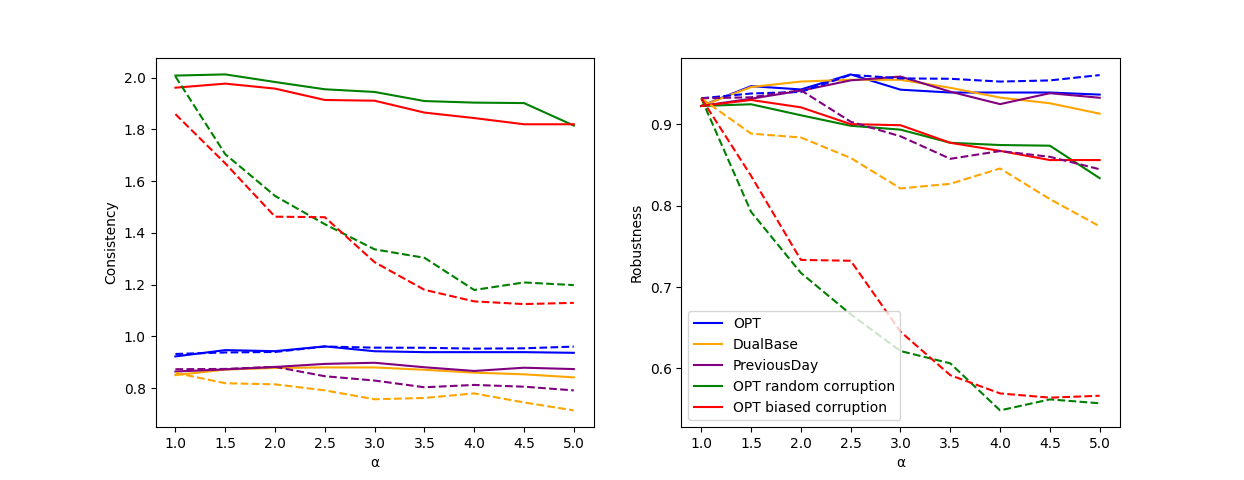 2.0
1.8
1.6
1.4
1.2
1.0
0.8
Consistency
1.0 1.5 2.0 2.5 3.0 3.5 4.0 4.5 5.0
α
0.9
0.8
0.7
0.6
Robustness
OPT
DualBase
PreviousDay
OPT random corruption
OPT biased corruption
1.0 1.5 2.0 2.5 3.0 3.5 4.0 4.5 5.0
α